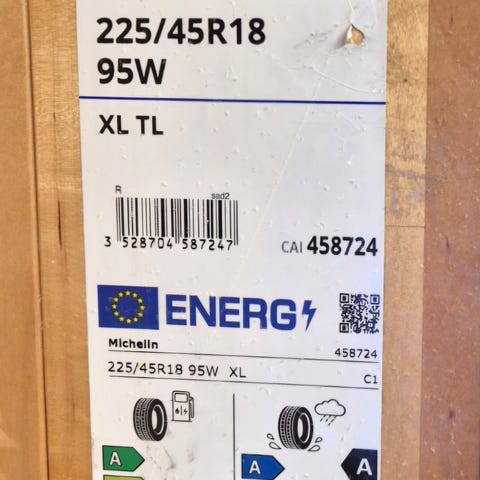 225/45R18
95W
XL TL
R
sad2
3 528704 587247
CAI 458724
ENERG
Michelin
458724
225/45R18 95W XL
C1
A
A
A